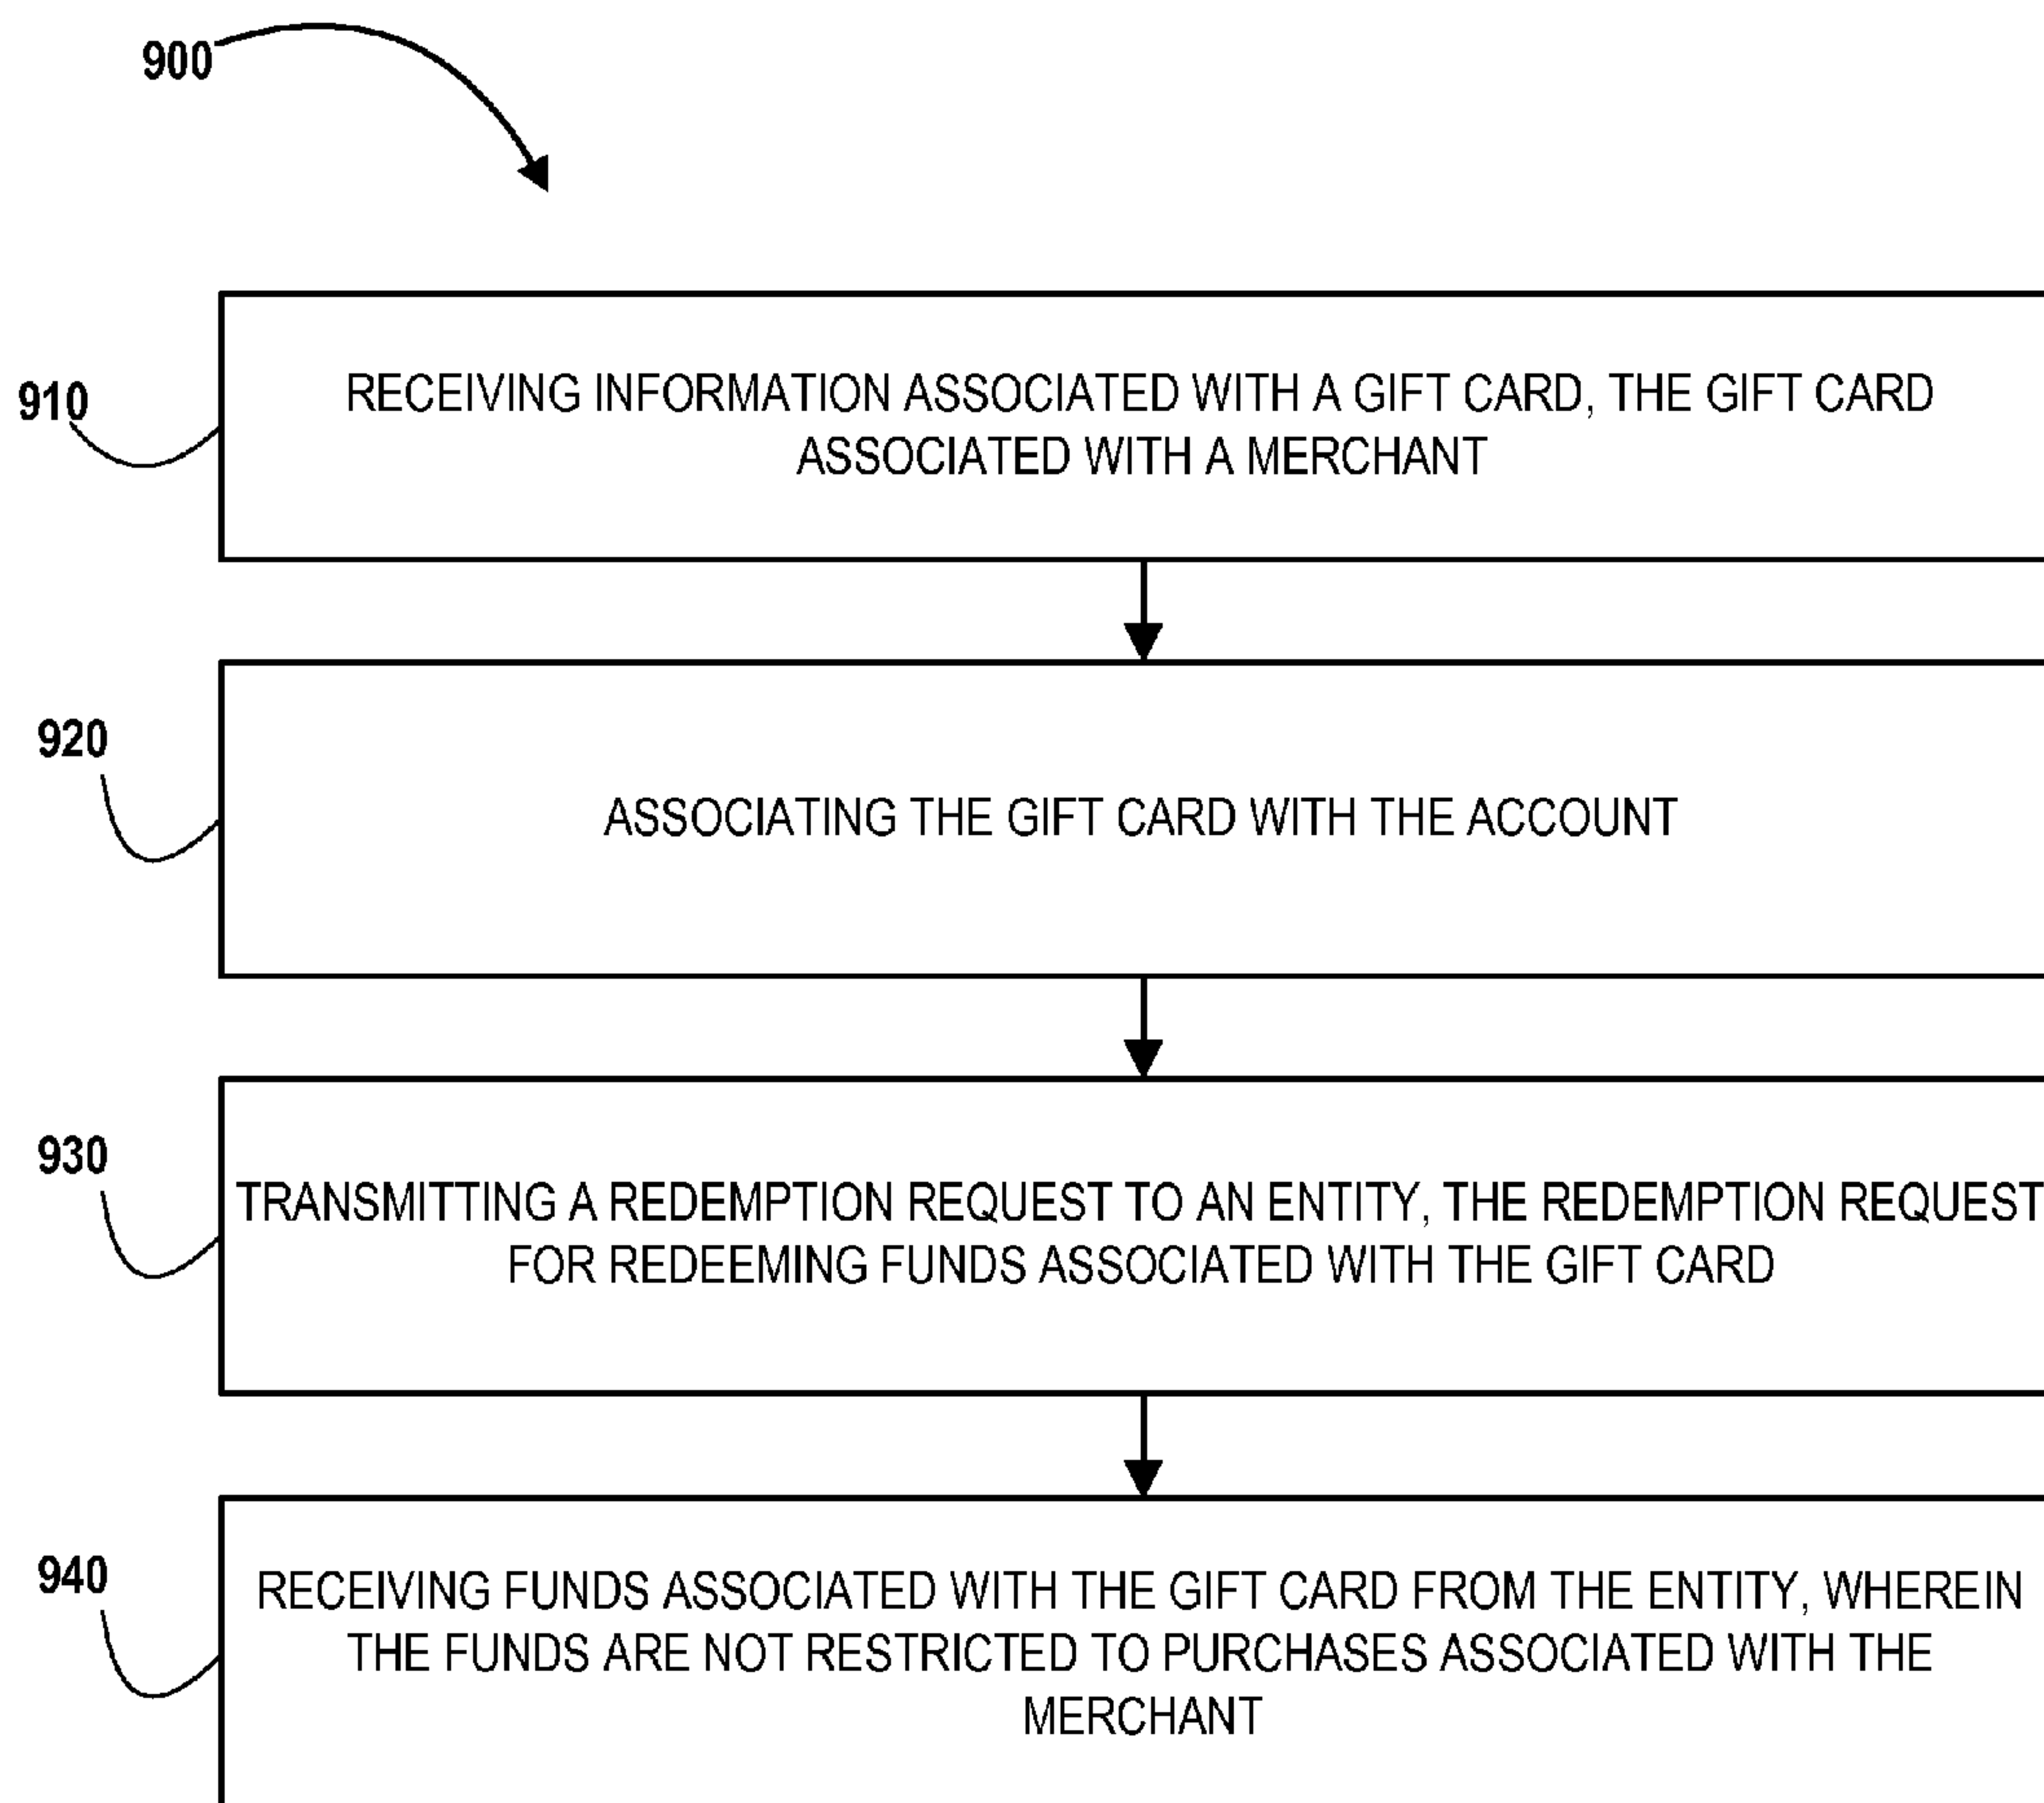 900
910
RECEIVING INFORMATION ASSOCIATED WITH A GIFT CARD, THE GIFT CARD
ASSOCIATED WITH A MERCHANT
920
ASSOCIATING THE GIFT CARD WITH THE ACCOUNT
930
TRANSMITTING A REDEMPTION REQUEST TO AN ENTITY, THE REDEMPTION REQUEST
FOR REDEEMING FUNDS ASSOCIATED WITH THE GIFT CARD
940
RECEIVING FUNDS ASSOCIATED WITH THE GIFT CARD FROM THE ENTITY, WHEREIN
THE FUNDS ARE NOT RESTRICTED TO PURCHASES ASSOCIATED WITH THE
MERCHANT